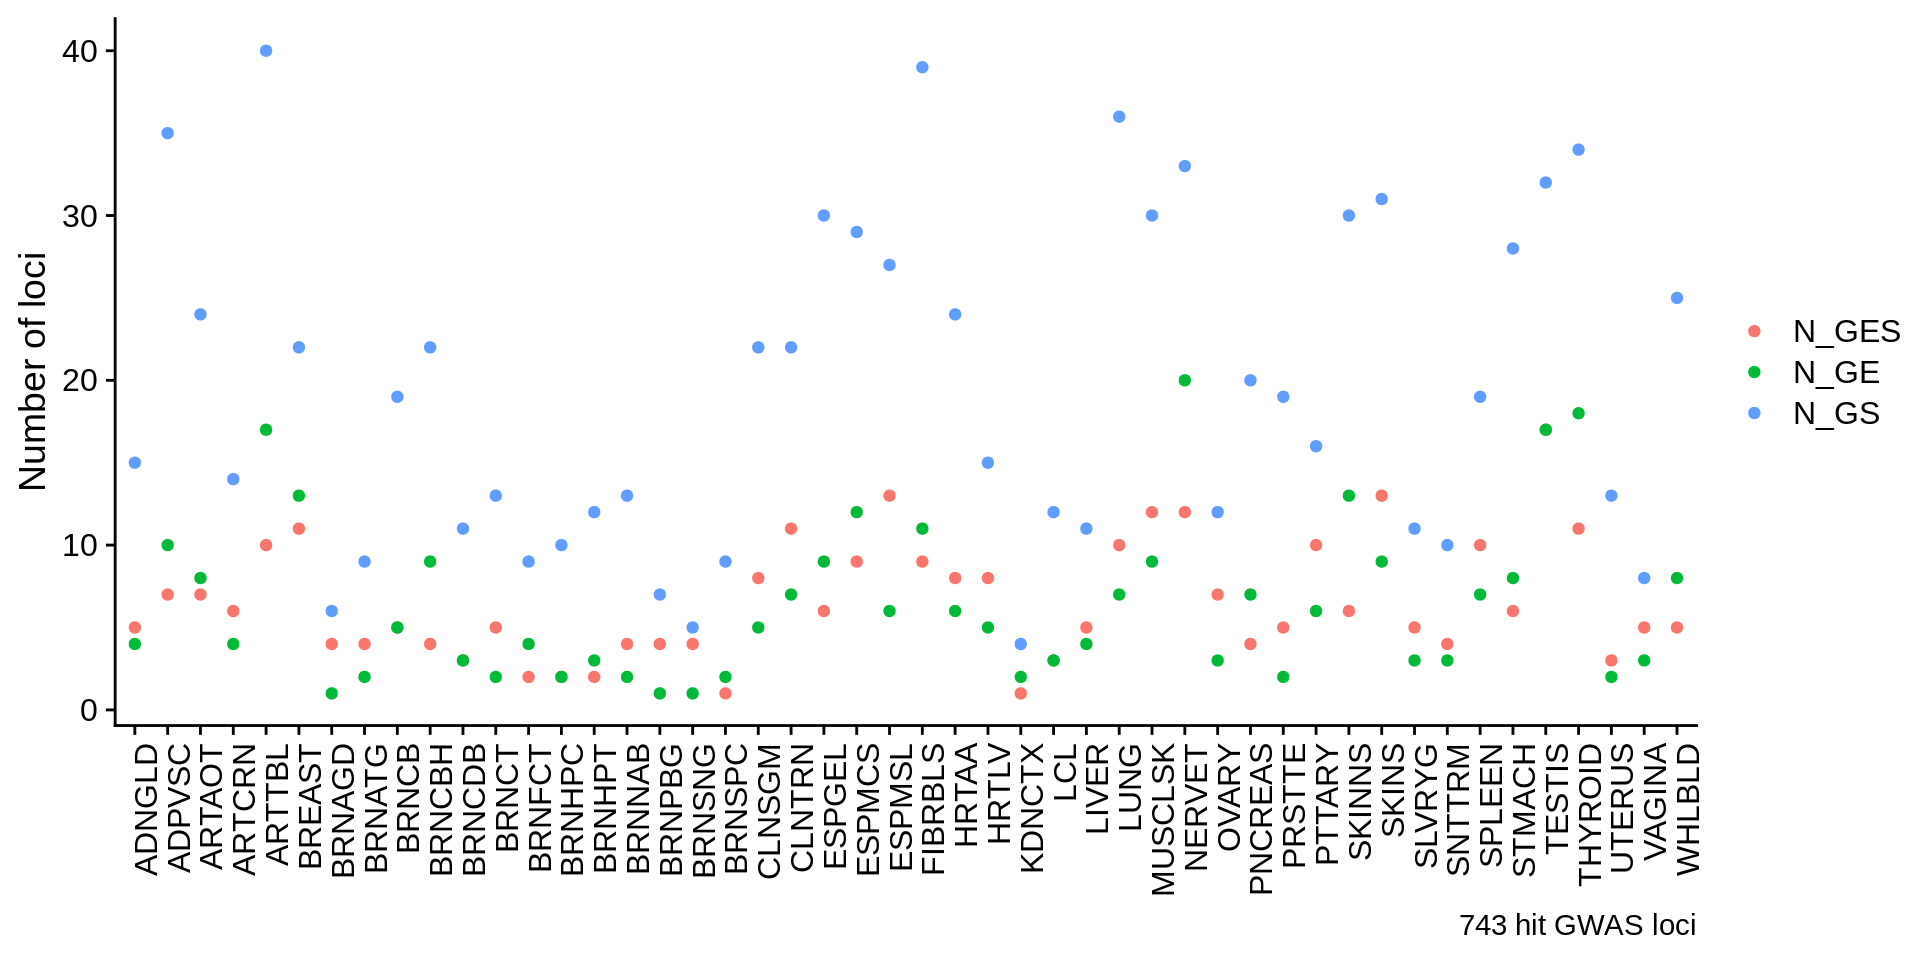 Number of loci
40
30
20
10
0
ADNGLD
ADPVSC
ARTAOT
ARTCRN
ARTTBL
BREAST
BRNAGD
BRNATG
BRNCB
BRNCBH
BRNCDB
BRNCT
BRNFCT
BRNHPC
BRNHPT
BRNNAB
BRNPBG
BRNSNG
BRNSPC
CLNSGM
CLNTRN
ESPGEL
ESPMCS
ESPMSL
FIBRBLS
HRTAA
HRTLV
KDNCTX
LCL
LIVER
LUNG
MUSCLSK
NERVET
OVARY
PNCREAS
PRSTTE
PTTARY
SKINNS
SKINS
SLVRYG
SNTTRM
SPLEEN
STMACH
TESTIS
THYROID
UTERUS
VAGINA
WHLBLD
N_GES
N_GE
N_GS
743 hit GWAS loci